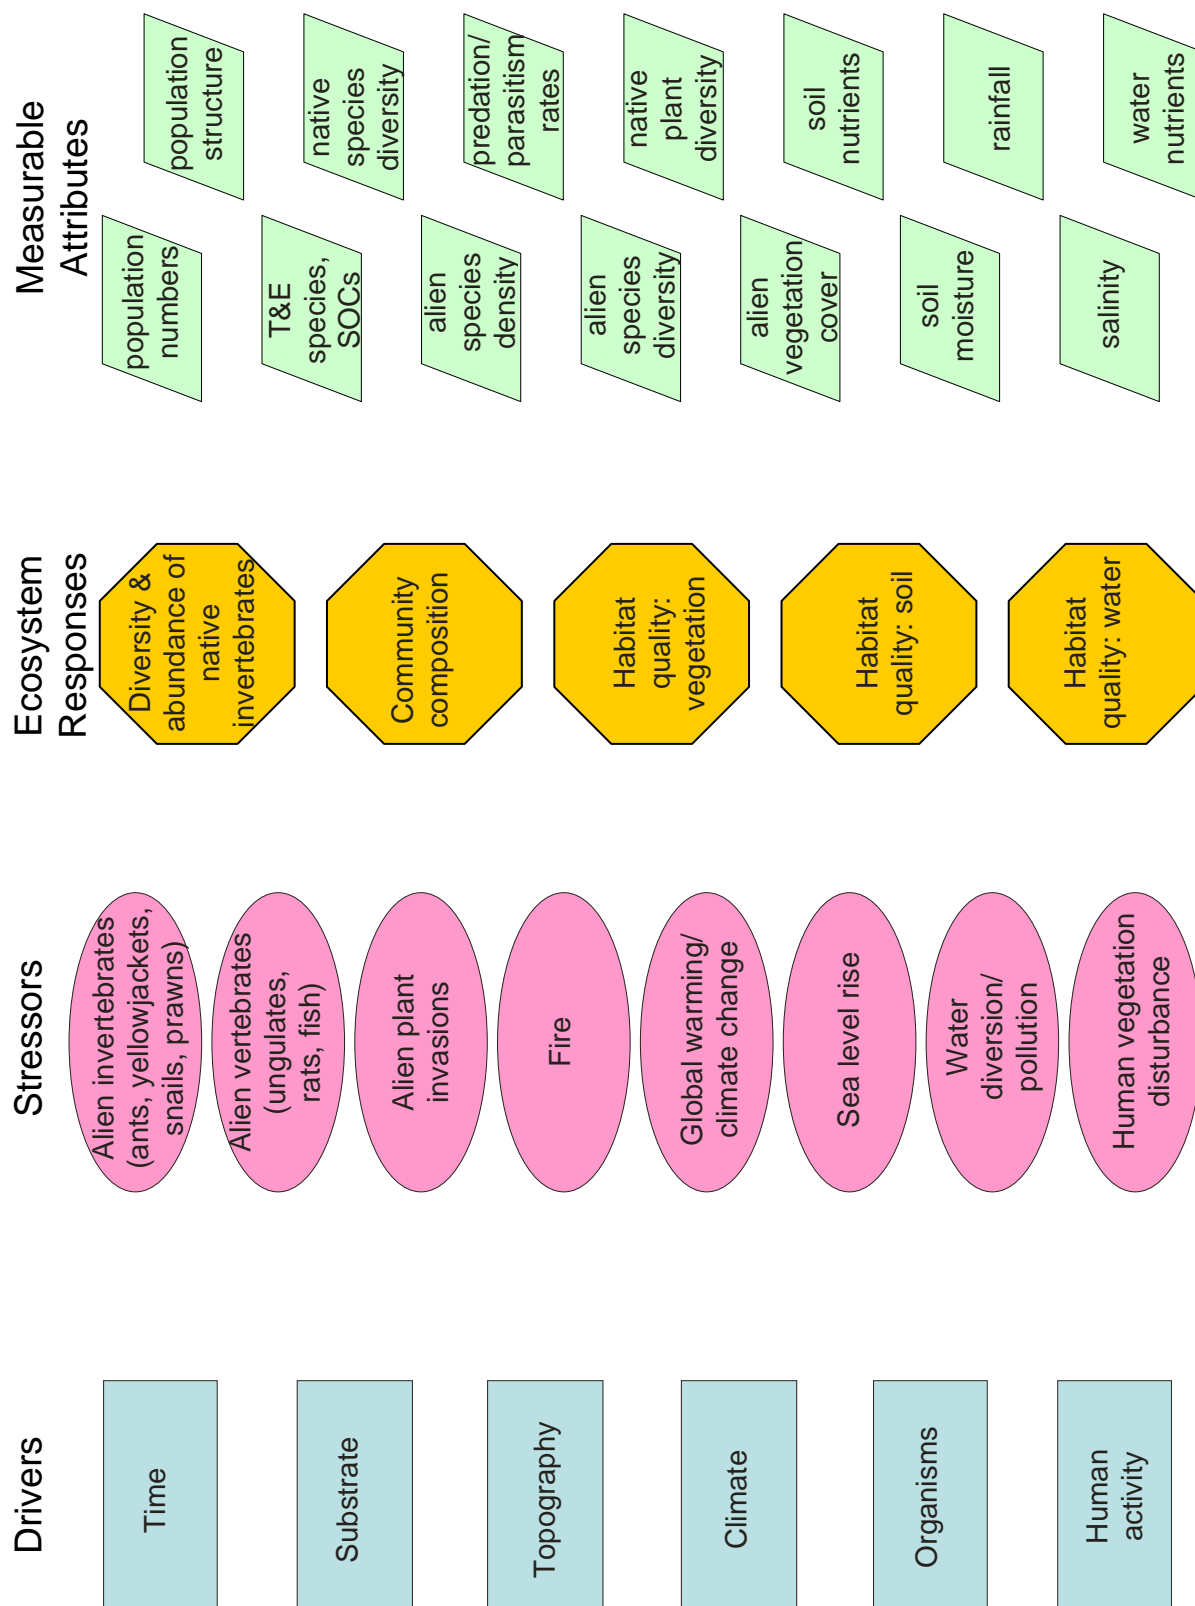 Drivers
Time
Substrate
Topography
Climate
Organisms
Human
activity
Stressors
Alien invertebrates
(ants, yellowjackets,
snails, prawns)
Alien vertebrates
(ungulates,
rats, fish)
Alien plant
invasions
Fire
Global warming/
climate change
Sea level rise
Water
diversion/
pollution
Human vegetation
disturbance
Ecosystem
Responses
Diversity &
abundance of
native
invertebrates
Community
composition
Habitat
quality:
vegetation
Habitat
quality: soil
Habitat
quality: water
Measurable
Attributes
population
numbers
population
structure
T&E
species,
SOCs
native
species
diversity
alien
species
density
predation/
parasitism
rates
alien
species
diversity
native
plant
diversity
alien
vegetation
cover
soil
nutrients
soil
moisture
rainfall
salinity
water
nutrients